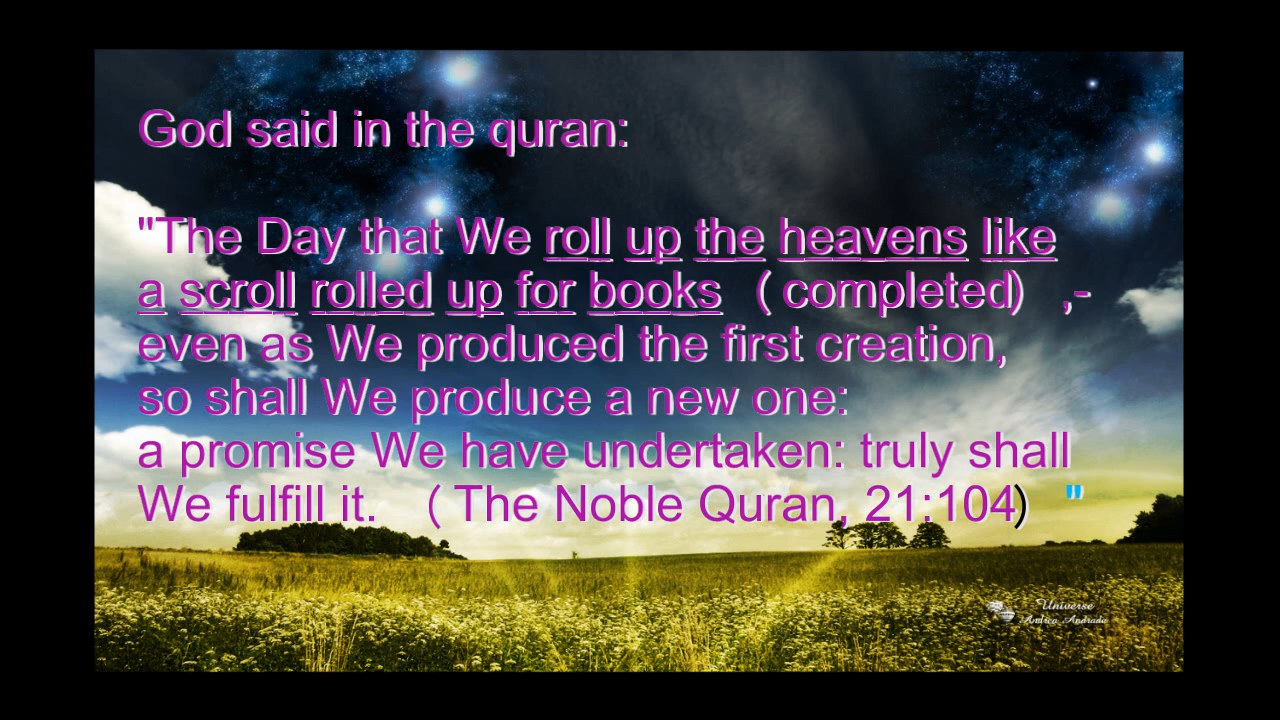 God said in the quran:
"The Day that We roll up the heavens like
a scroll rolled up for books ( completed) ,-
even as We produced the first creation,
so shall We produce a new one:
a promise We have undertaken: truly shall
We fulfill it. ( The Noble Quran, 21:104) "
Universe
Andrea Andrade